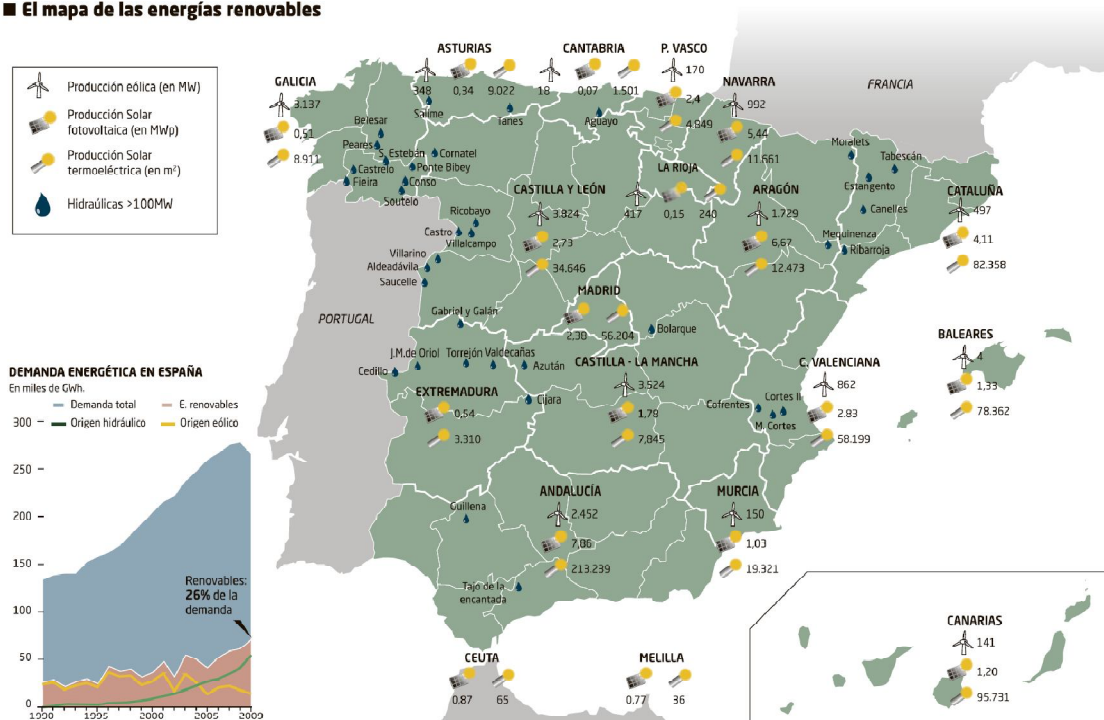 El mapa de las energías renovables
Producción eólica (en MW)
Producción Solar
fotovoltaica (en MWp)
Producción Solar
termoeléctrica (en m²)
Hidraúlicas >100MW
GALICIA
3.137
0,51
8.911
ASTURIAS
348 0,34 9.022
CANTABRIA
18 0,07 1.501
P. VASCO
170
2,4
4.849
NAVARRA
992
5,44
11.661
FRANCIA
LA RIOJA
417 0,15 240
ARAGÓN
1.729
6,67
12.473
CATALUÑA
497
4,11
82.358
CASTILLA Y LEÓN
3.824
2,73
34.646
MADRID
2,30 56.204
CASTILLA - LA MANCHA
3.524
1,79
7,845
C. VALENCIANA
862
2.93
58.199
BALEARES
4
1,33
78.362
EXTREMADURA
0,54
3.310
ANDALUCÍA
2.452
7,86
213.239
MURCIA
150
1,03
19.321
CANARIAS
141
1,20
95.731
CEUTA
0.87 65
MELILLA
0.77 36
PORTUGAL
Salime
Tanes
Aguayo
Belesar
Peares
S. Esteban
Cornatel
Castrelo
Ponte Bibey
Fieira
Conso
Soutelo
Ricobayo
Castro
Villalcampo
Villarino
Aldeadávila
Saucelle
Gabriel y Galán
J.M.de Oriol
Torrejón
Valdecañas
Azután
Cedillo
Cijara
Bolarque
Moralets
Tabescán
Estangento
Canelles
Mequinenza
Ribarroja
Cofrentes
Cortes II
M. Cortes
Guillena
Tajo de la
encantada
DEMANDA ENERGÉTICA EN ESPAÑA
En miles de GWh.
Demanda total
E. renovables
Origen hidráulico
Origen eólico
300
250
200
150
100
50
0
1990 1995 2000 2005 2009
Renovables:
26% de la
demanda